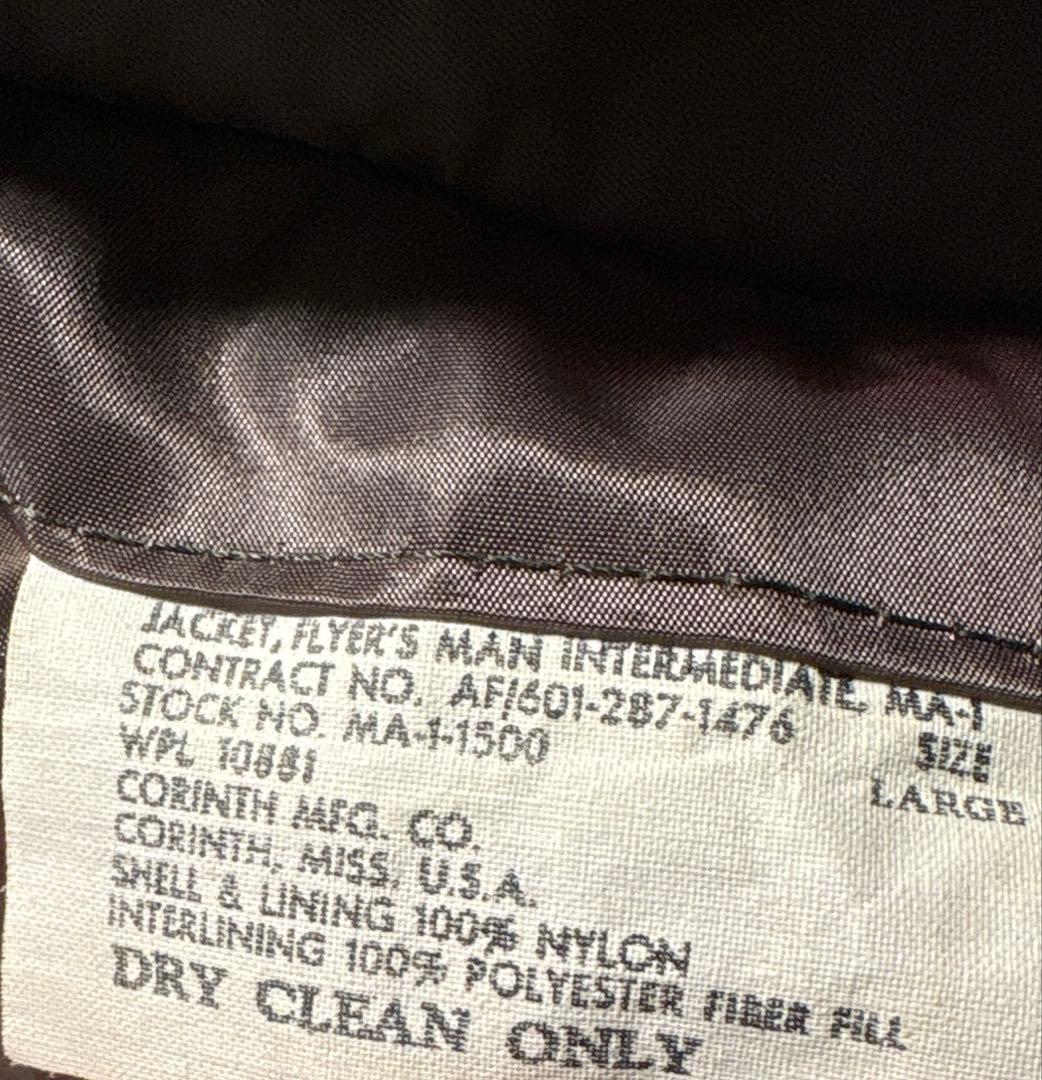 JACKET, FLYER'S MAN INTERMEDIATE, MA-1
CONTRACT NO. AF/601-287-1476
STOCK NO. MA-1-1500
SIZE
LARGE
WPL 10881
CORINTH MFG. CO.
CORINTH, MISS. U.S.A.
SHELL & LINING 100% NYLON
INTERLINING 100% POLYESTER FIBER FILL
DRY CLEAN ONLY